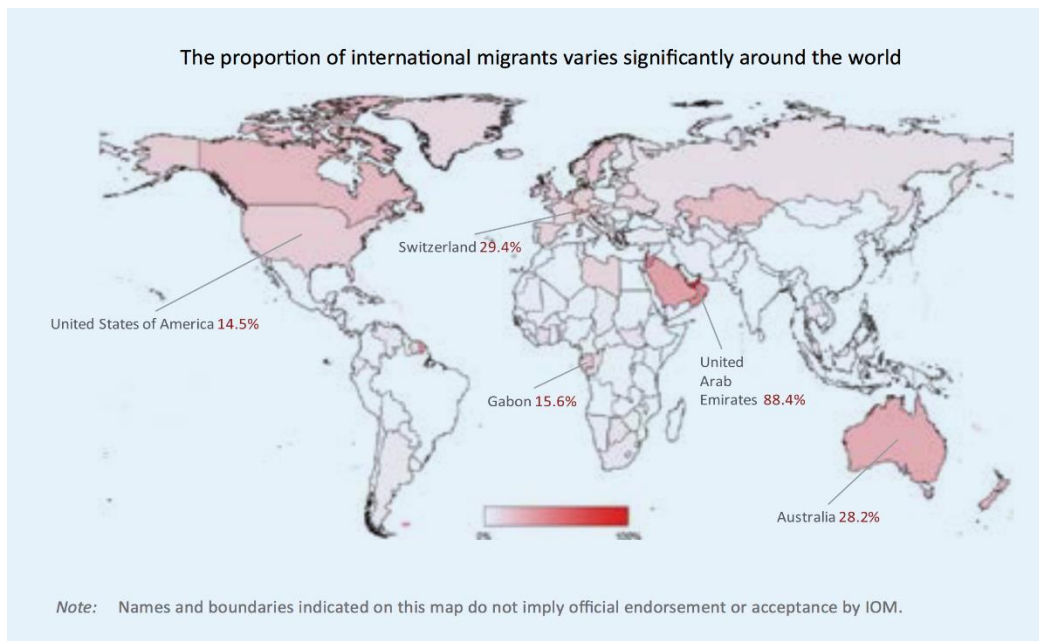 The proportion of international migrants varies significantly around the world
Switzerland 29.4%
United States of America 14.5%
United
Arab
Emirates 88.4%
Gabon 15.6%
Australia 28.2%
0%
100%
Note: Names and boundaries indicated on this map do not imply official endorsement or acceptance by IOM.